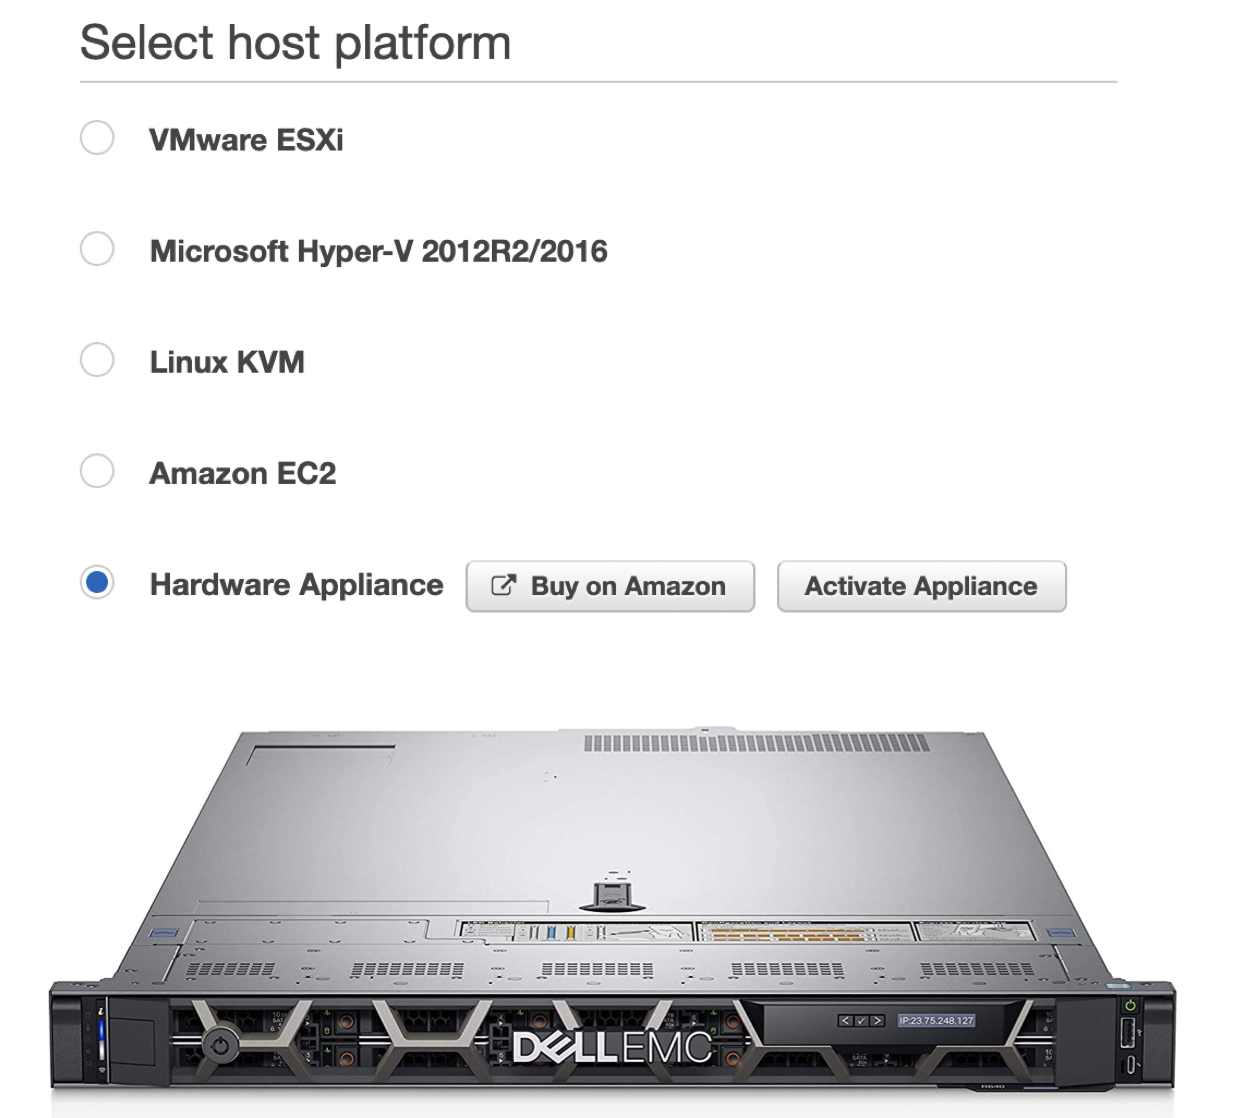 Select host platform
VMware ESXi
Microsoft Hyper-V 2012R2/2016
Linux KVM
Amazon EC2
Hardware Appliance
Buy on Amazon
Activate Appliance
IP:23.75.248.127
DELLEMC
R640